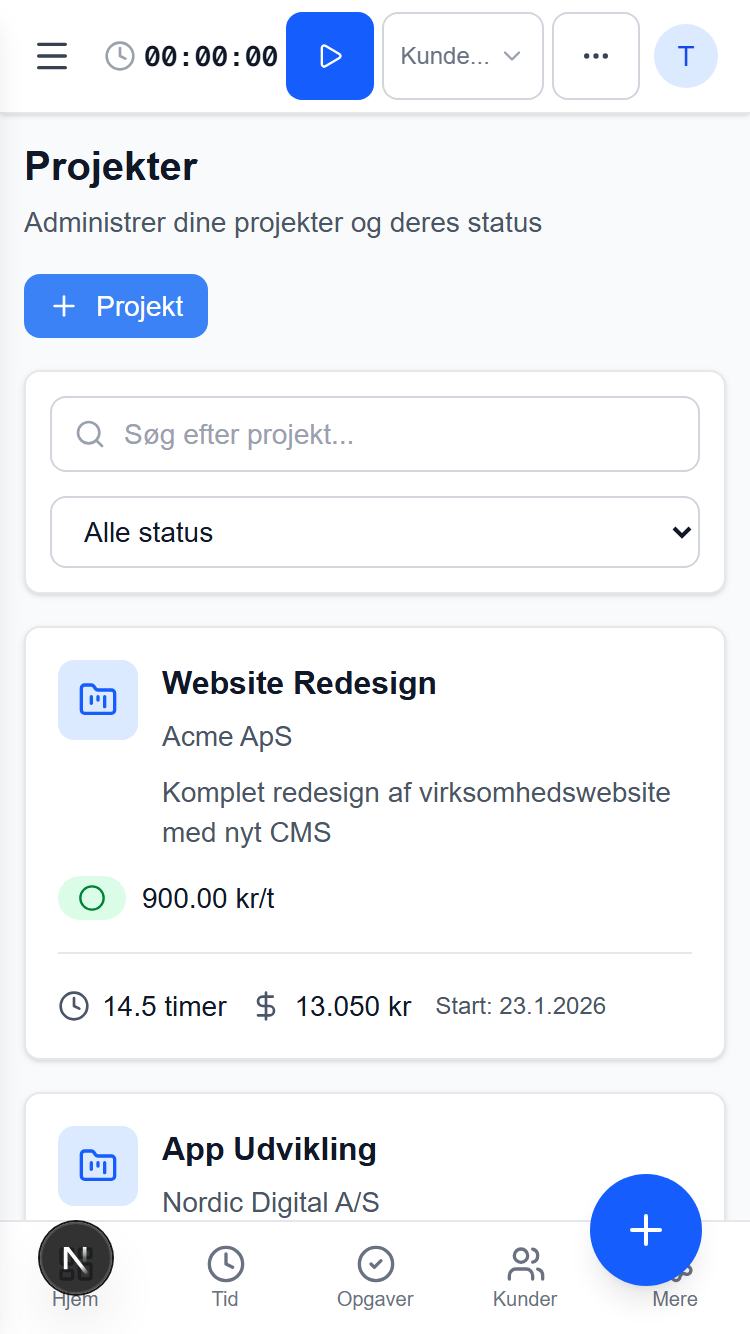 00:00:00
Kunde...
T
Projekter
Administrer dine projekter og deres status
+ Projekt
Søg efter projekt...
Alle status
Website Redesign
Acme ApS
Komplet redesign af virksomhedswebsite
med nyt CMS
900.00 kr/t
14.5 timer $ 13.050 kr Start: 23.1.2026
App Udvikling
Nordic Digital A/S
N
Hjem
Tid
Opgaver
Kunder
Mere